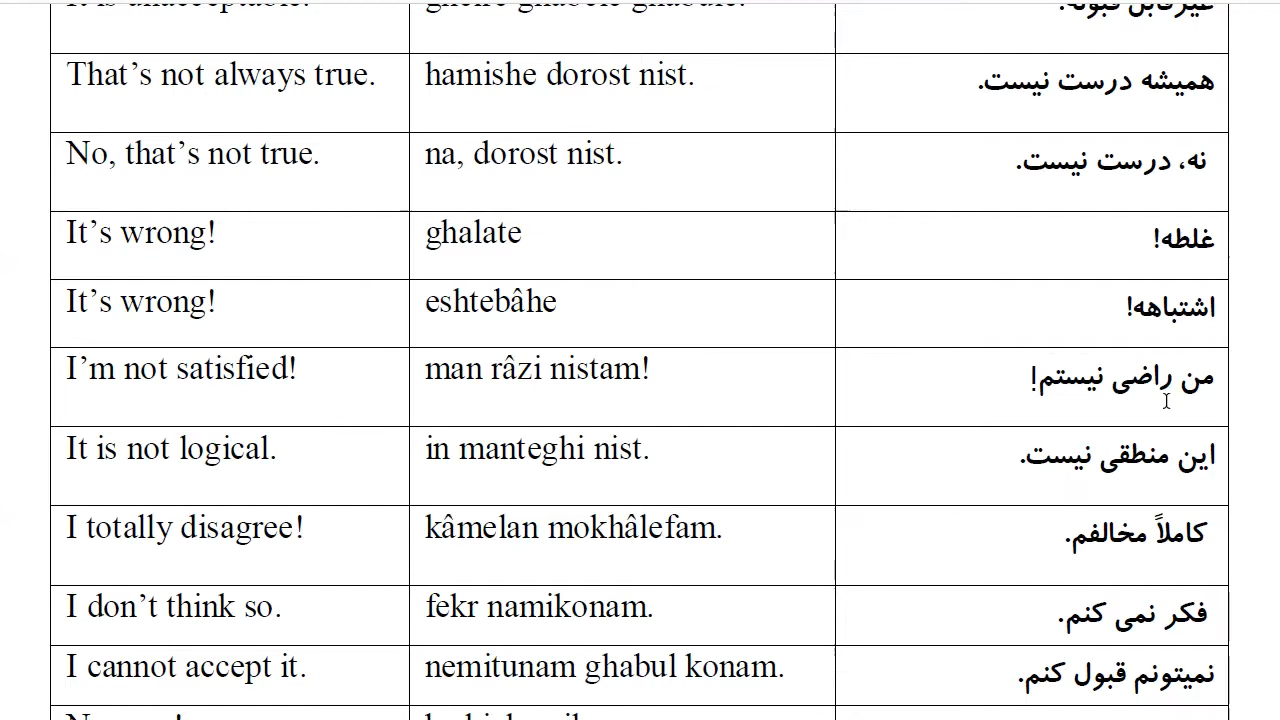 That's not always true. hamishe dorost nist. همیشه درست نیست.
No, that's not true. na, dorost nist. نه، درست نیست.
It's wrong! ghalate غلطه!
It's wrong! eshtebâhe اشتباهه!
I'm not satisfied! man râzi nistam! من راضی نیستم!
It is not logical. in manteghi nist. این منطقی نیست.
I totally disagree! kâmelan mokhâlefam. کاملاً مخالفم.
I don't think so. fekr namikonam. فکر نمی کنم.
I cannot accept it. nemitunam ghabul konam. نمیتونم قبول کنم.